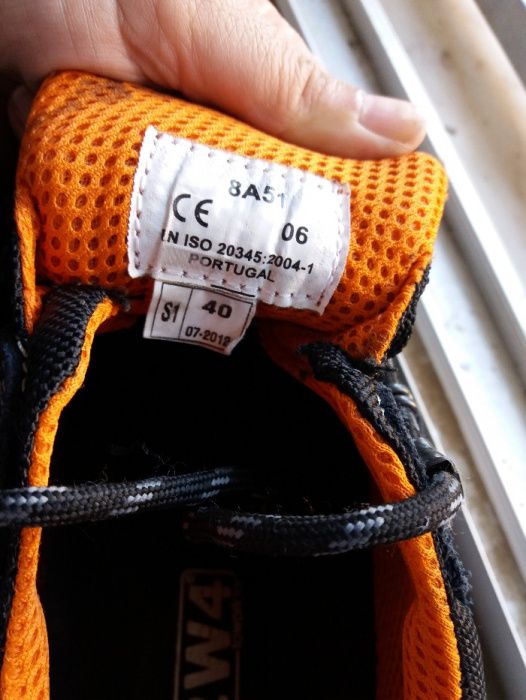 8A51
CE 06
EN ISO 20345:2004-1
PORTUGAL
S1 40
07-2012